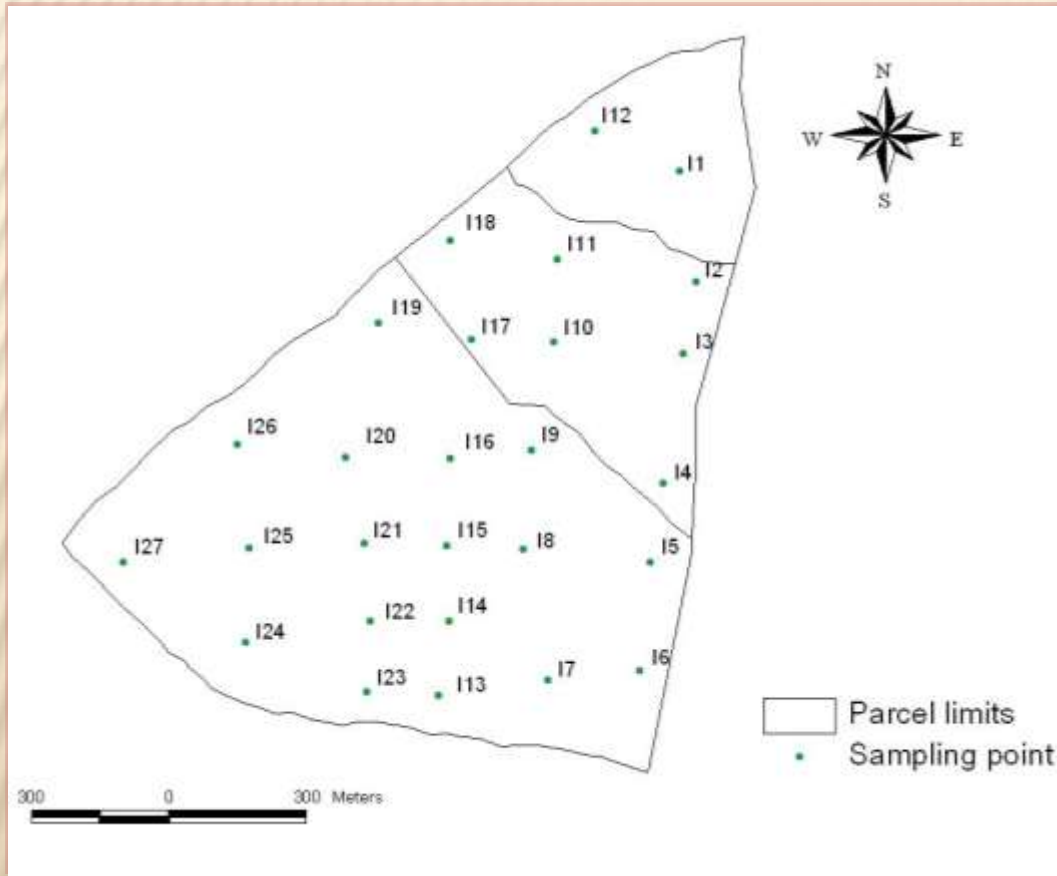 N
I12
W E
I1
S
I18
I11
I2
I19
I17 I10
I3
I26
I20 I16 I9
I4
I27 I25 I21 I15 I8
I5
I24
I22 I14
I23 I13 I7 I6
Parcel limits
Sampling point
300 0 300 Meters